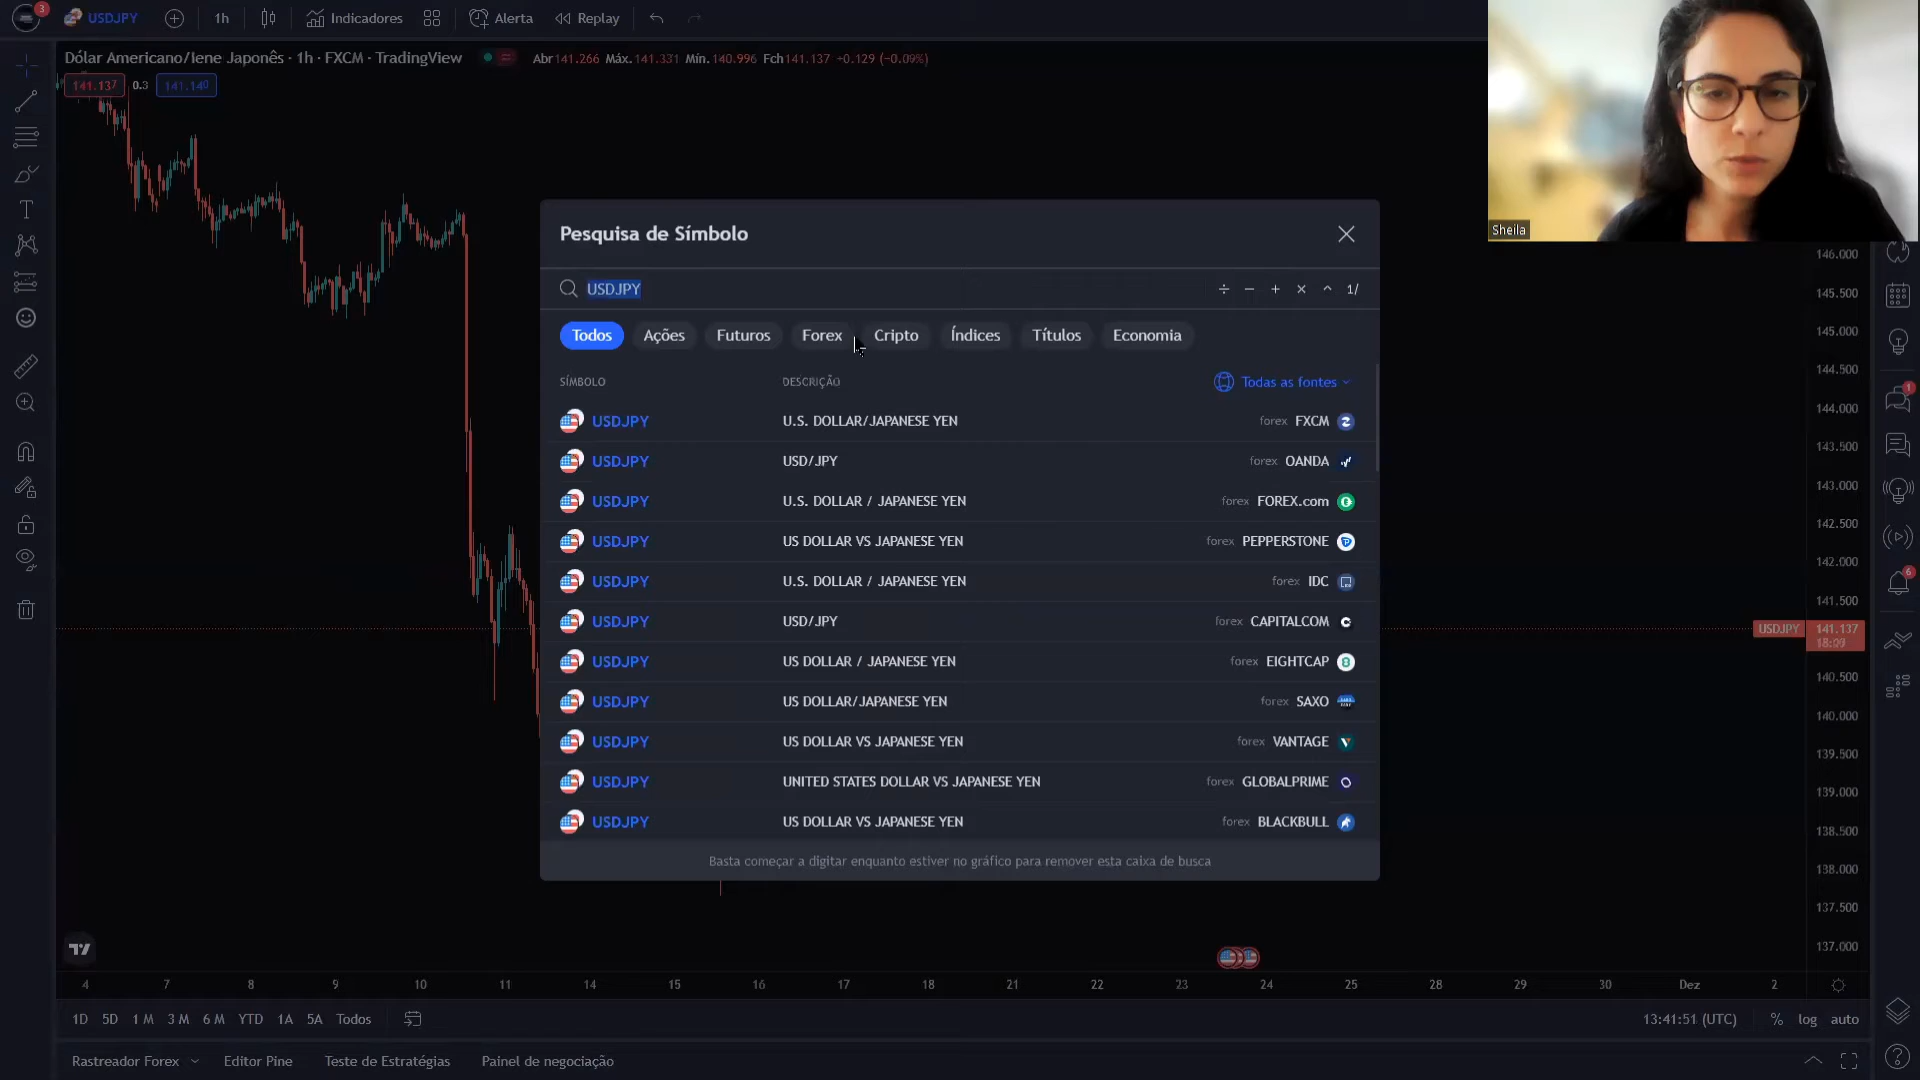 3
USDJPY
1h
Indicadores
Alerta
Replay
Dólar Americano/Iene Japonês · 1h · FXCM · TradingView
Abr141.266 Máx.141.331 Mín.140.996 Fch141.137 +0.129 (−0.09%)
141.137
0.3
141.140
Sheila
Pesquisa de Símbolo
USDJPY
÷ − + × ^ 1/
Todos Ações Futuros Forex Cripto Índices Títulos Economia
SÍMBOLO DESCRIÇÃO Todas as fontes
USDJPY U.S. DOLLAR/JAPANESE YEN forex FXCM
USDJPY USD/JPY forex OANDA
USDJPY U.S. DOLLAR / JAPANESE YEN forex FOREX.com
USDJPY US DOLLAR VS JAPANESE YEN forex PEPPERSTONE
USDJPY U.S. DOLLAR / JAPANESE YEN forex IDC
USDJPY USD/JPY forex CAPITALCOM
USDJPY US DOLLAR / JAPANESE YEN forex EIGHTCAP
USDJPY US DOLLAR/JAPANESE YEN forex SAXO
USDJPY US DOLLAR VS JAPANESE YEN forex VANTAGE
USDJPY UNITED STATES DOLLAR VS JAPANESE YEN forex GLOBALPRIME
USDJPY US DOLLAR VS JAPANESE YEN forex BLACKBULL
Basta começar a digitar enquanto estiver no gráfico para remover esta caixa de busca
146.000
145.500
145.000
144.500
144.000
143.500
143.000
142.500
142.000
141.500
USDJPY 141.137
18:09
140.500
140.000
139.500
139.000
138.500
138.000
137.500
137.000
1
6
4 7 8 9 10 11 14 15 16 17 18 21 22 23 24 25 28 29 30 Dez 2
1D 5D 1 M 3 M 6 M YTD 1A 5A Todos
13:41:51 (UTC) % log auto
Rastreador Forex Editor Pine Teste de Estratégias Painel de negociação